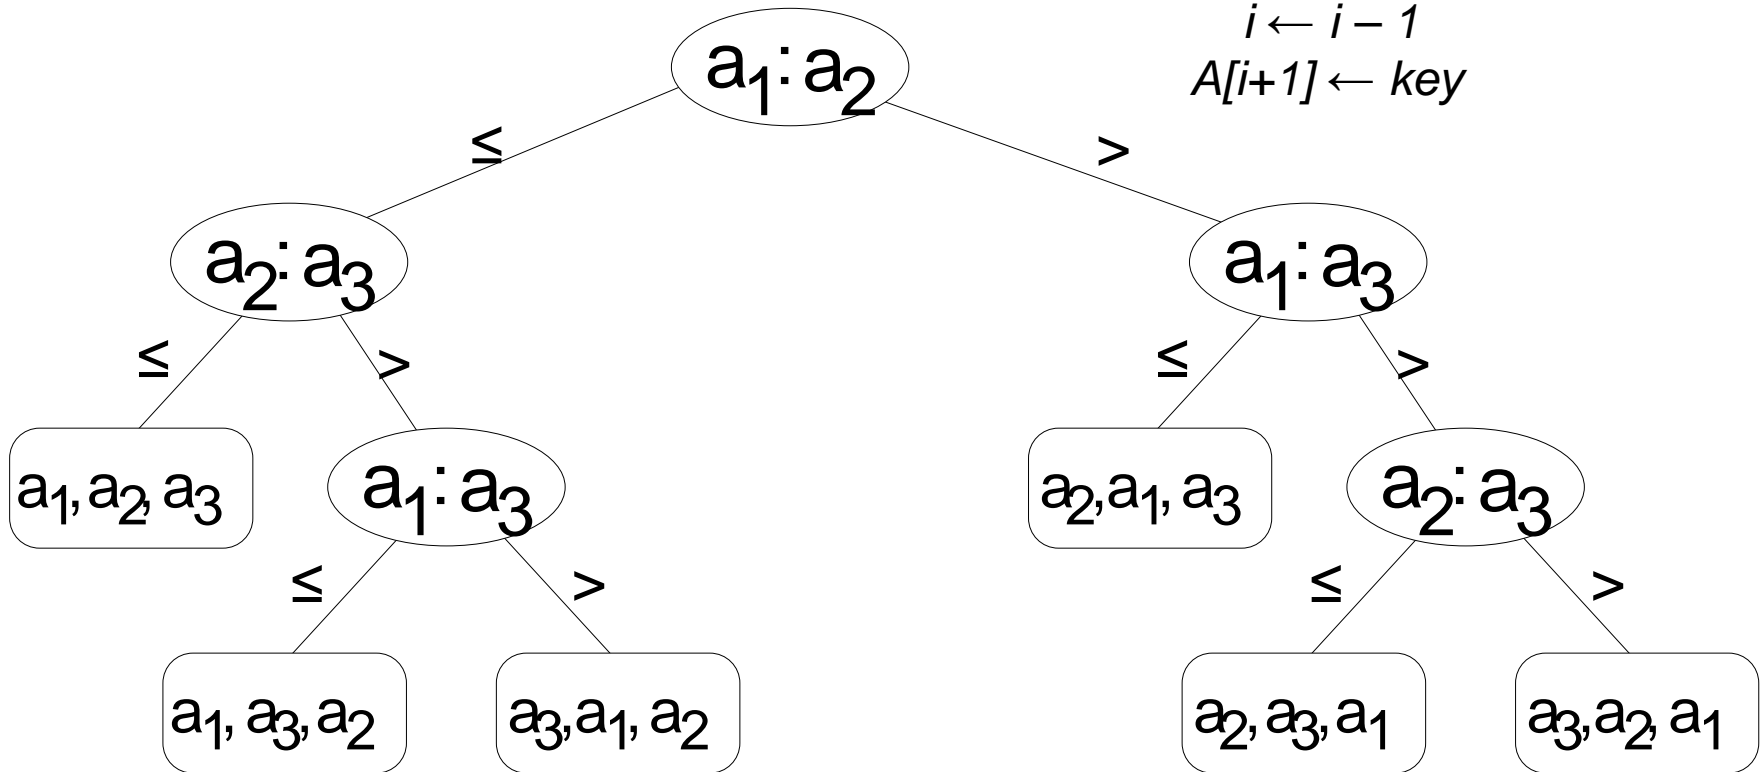 i ← i – 1
A[i+1] ← key
a₁:a₂
≤ >
a₂:a₃ a₁:a₃
≤ > ≤ >
a₁,a₂,a₃ a₁:a₃ a₂,a₁,a₃ a₂:a₃
≤ > ≤ >
a₁,a₃,a₂ a₃,a₁,a₂ a₂,a₃,a₁ a₃,a₂,a₁